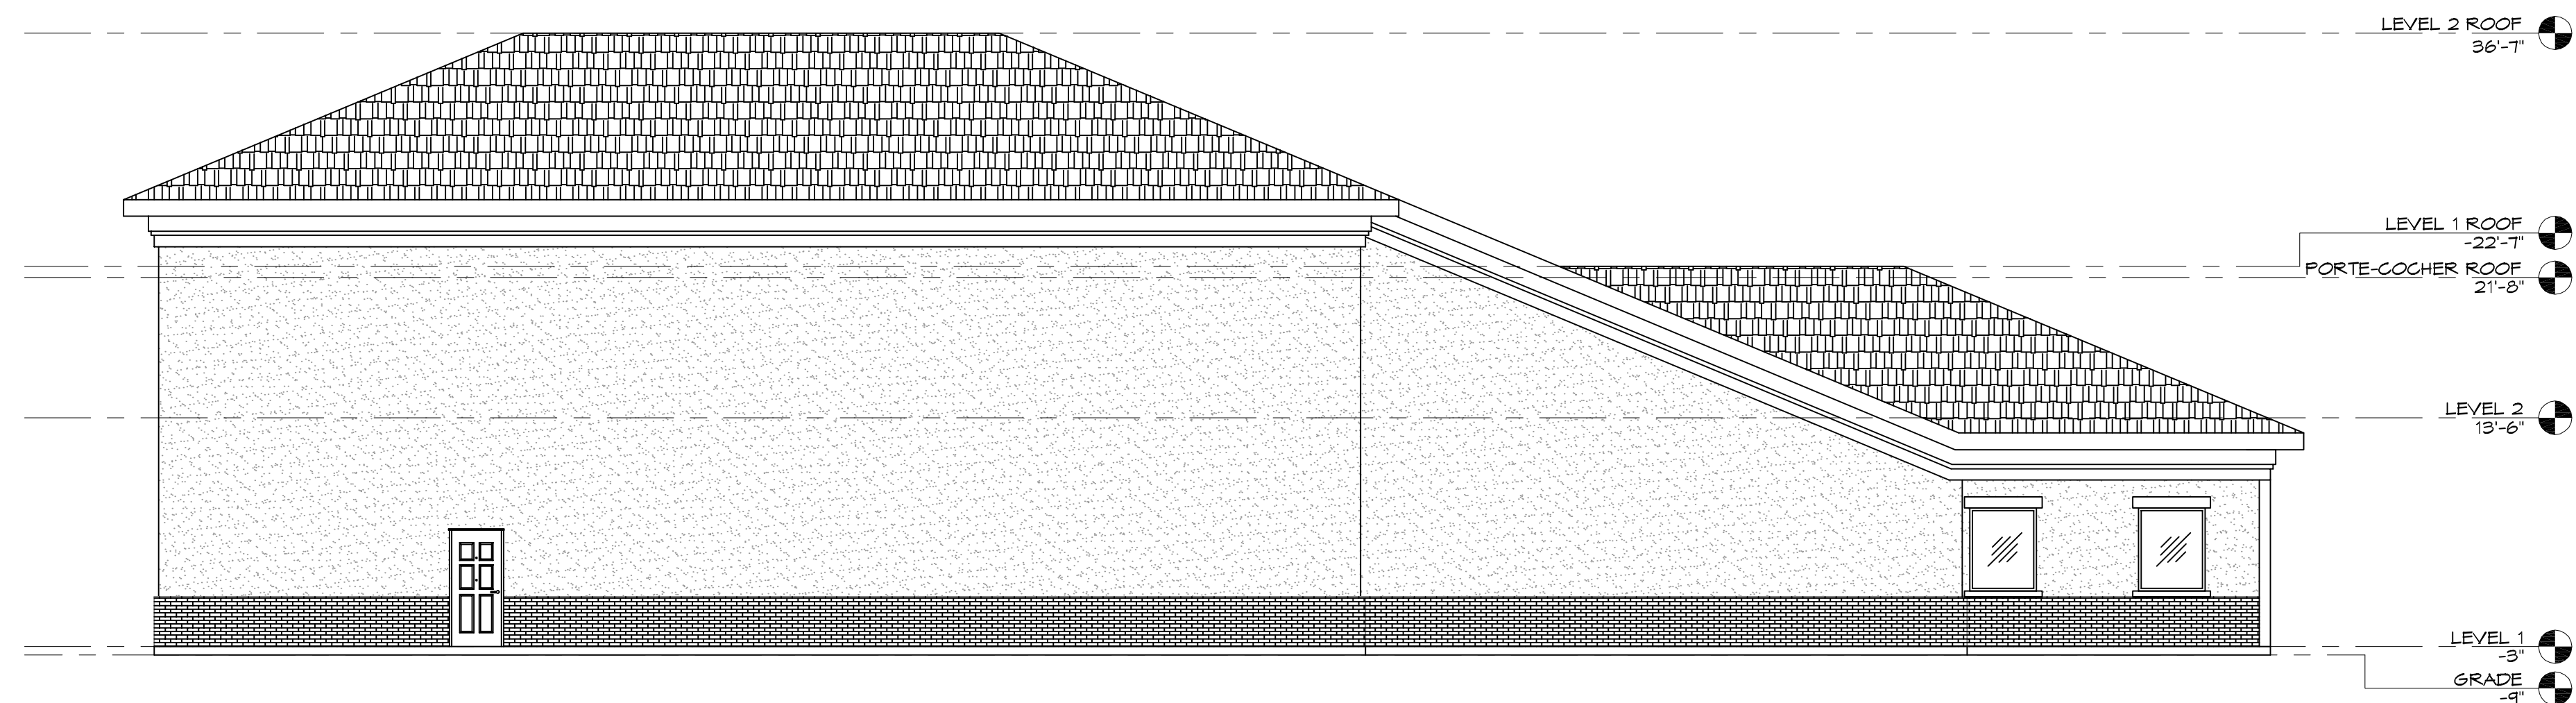 LEVEL 2 ROOF
36'-7"
LEVEL 1 ROOF
-22'-7"
PORTE-COCHER ROOF
21'-8"
LEVEL 2
13'-6"
LEVEL 1
-3"
GRADE
-9"